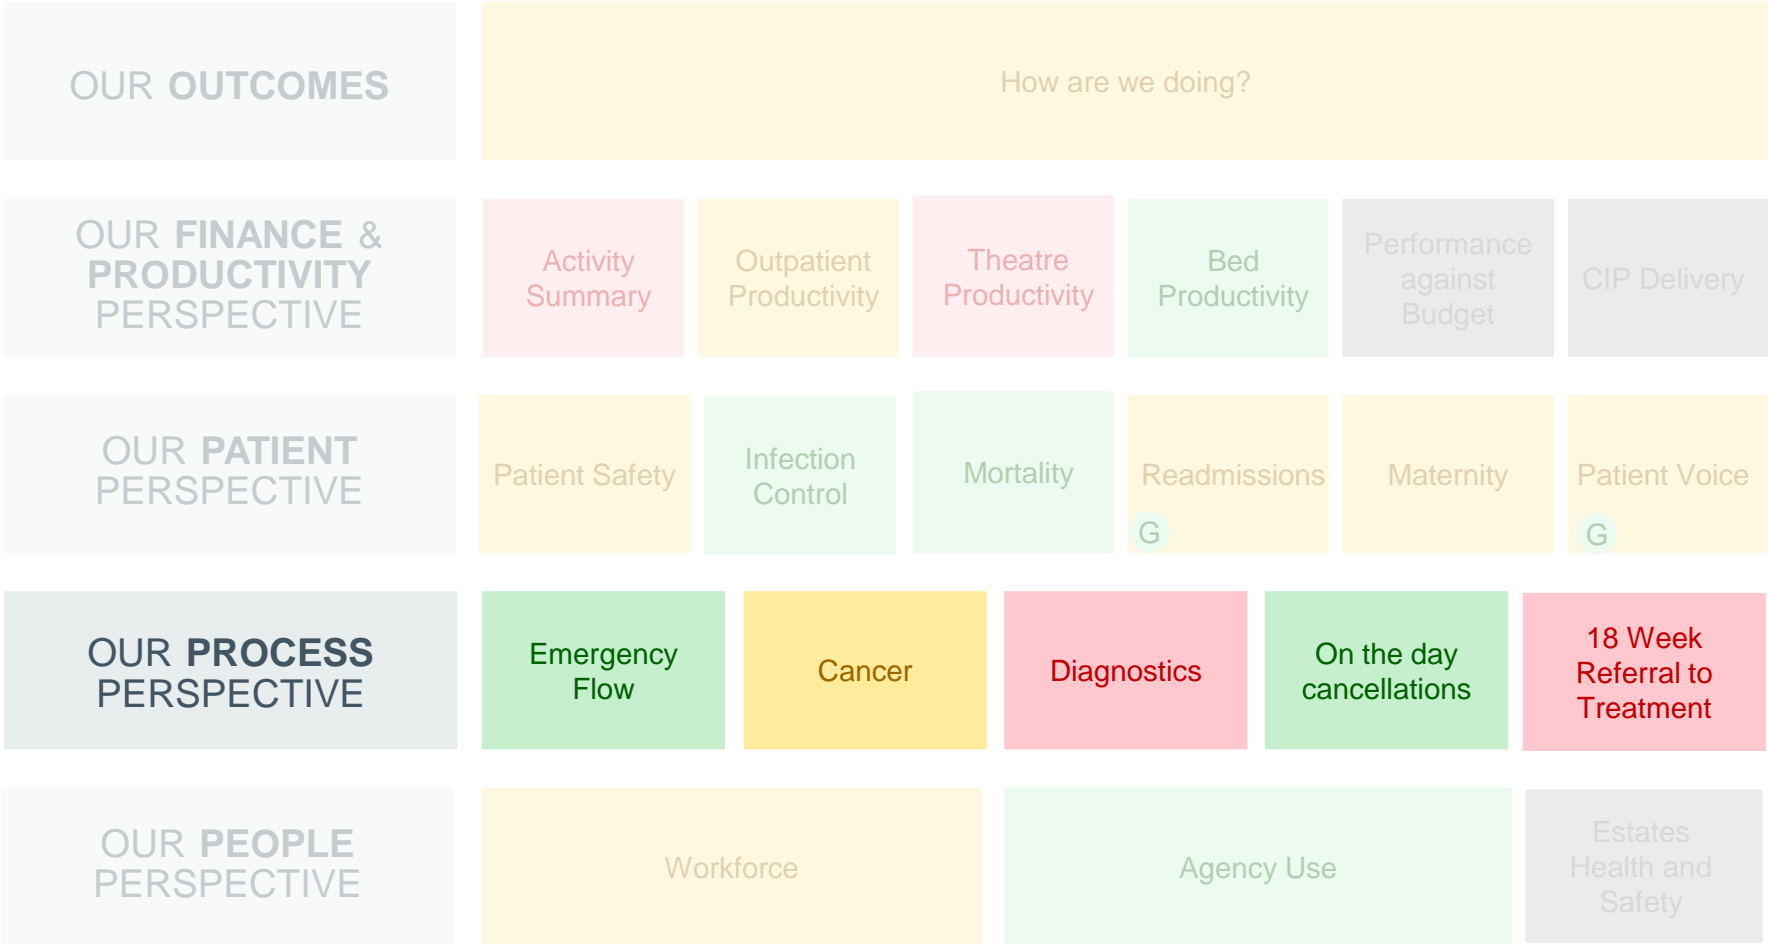 OUR OUTCOMES
How are we doing?
OUR FINANCE &
PRODUCTIVITY
PERSPECTIVE
Activity
Summary
Outpatient
Productivity
Theatre
Productivity
Bed
Productivity
Performance
against
Budget
CIP Delivery
OUR PATIENT
PERSPECTIVE
Patient Safety
Infection
Control
Mortality
Readmissions
G
Maternity
Patient Voice
G
OUR PROCESS
PERSPECTIVE
Emergency
Flow
Cancer
Diagnostics
On the day
cancellations
18 Week
Referral to
Treatment
OUR PEOPLE
PERSPECTIVE
Workforce
Agency Use
Estates
Health and
Safety